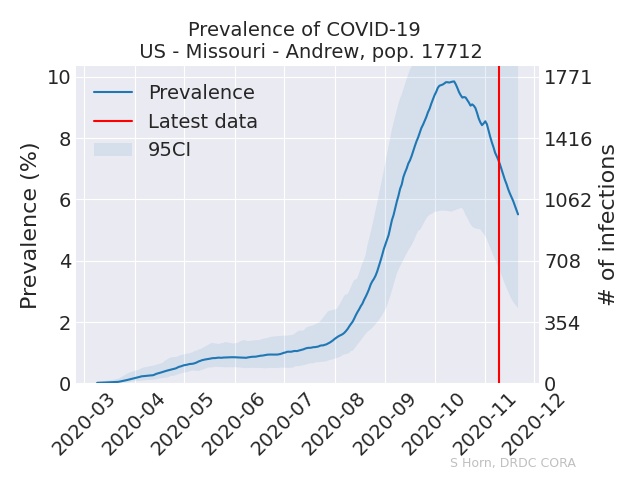 Prevalence of COVID-19
US - Missouri - Andrew, pop. 17712
Prevalence
Latest data
95CI
Prevalence (%)
10
8
6
4
2
0
1771
1416
1062
708
354
0
# of infections
2020-03
2020-04
2020-05
2020-06
2020-07
2020-08
2020-09
2020-10
2020-11
2020-12
S Horn, DRDC CORA